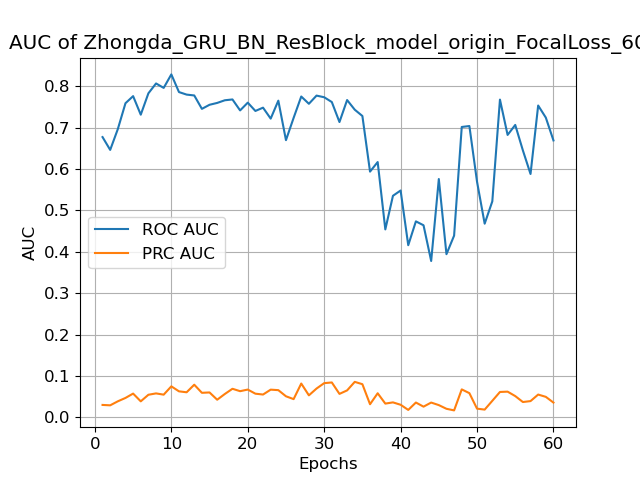 AUC of Zhongda_GRU_BN_ResBlock_model_origin_FocalLoss_60
0.8
0.7
0.6
0.5
0.4
0.3
0.2
0.1
0.0
AUC
ROC AUC
PRC AUC
0 10 20 30 40 50 60
Epochs